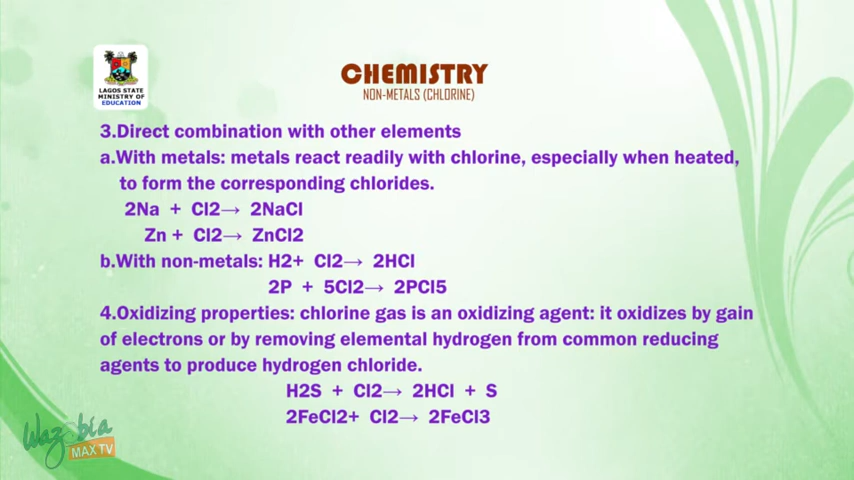 LAGOS STATE
MINISTRY OF
EDUCATION
CHEMISTRY
NON-METALS (CHLORINE)
3.Direct combination with other elements
a.With metals: metals react readily with chlorine, especially when heated,
to form the corresponding chlorides.
2Na + Cl2→ 2NaCl
Zn + Cl2→ ZnCl2
b.With non-metals: H2+ Cl2→ 2HCl
2P + 5Cl2→ 2PCl5
4.Oxidizing properties: chlorine gas is an oxidizing agent: it oxidizes by gain
of electrons or by removing elemental hydrogen from common reducing
agents to produce hydrogen chloride.
H2S + Cl2→ 2HCl + S
2FeCl2+ Cl2→ 2FeCl3
Wazobia
MAX TV